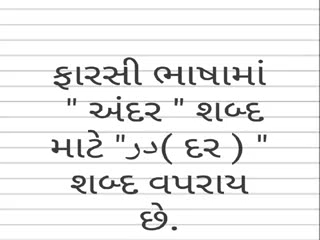 ફારસી ભાષામાં
" અંદર " શબ્દ
માટે "در( દર ) "
શબ્દ વપરાય
છે.